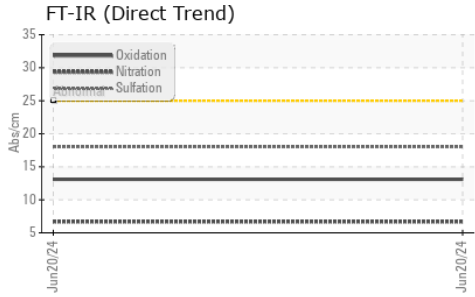 FT-IR (Direct Trend)
35
30
25
20
15
10
5
Abs/cm
Oxidation
Nitration
Sulfation
Abnormal
Jun20/24
Jun20/24